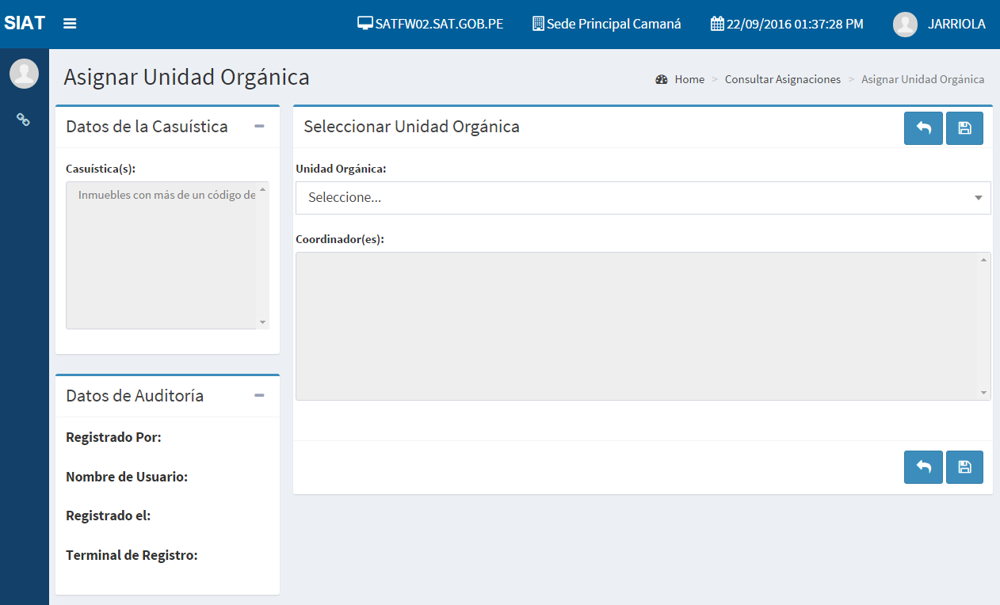 SIAT
SATFW02.SAT.GOB.PE
Sede Principal Camaná
22/09/2016 01:37:28 PM
JARRIOLA
Asignar Unidad Orgánica
Home > Consultar Asignaciones > Asignar Unidad Orgánica
Datos de la Casuística
Casuística(s):
Inmuebles con más de un código de
Datos de Auditoría
Registrado Por:
Nombre de Usuario:
Registrado el:
Terminal de Registro:
Seleccionar Unidad Orgánica
Unidad Orgánica:
Seleccione...
Coordinador(es):